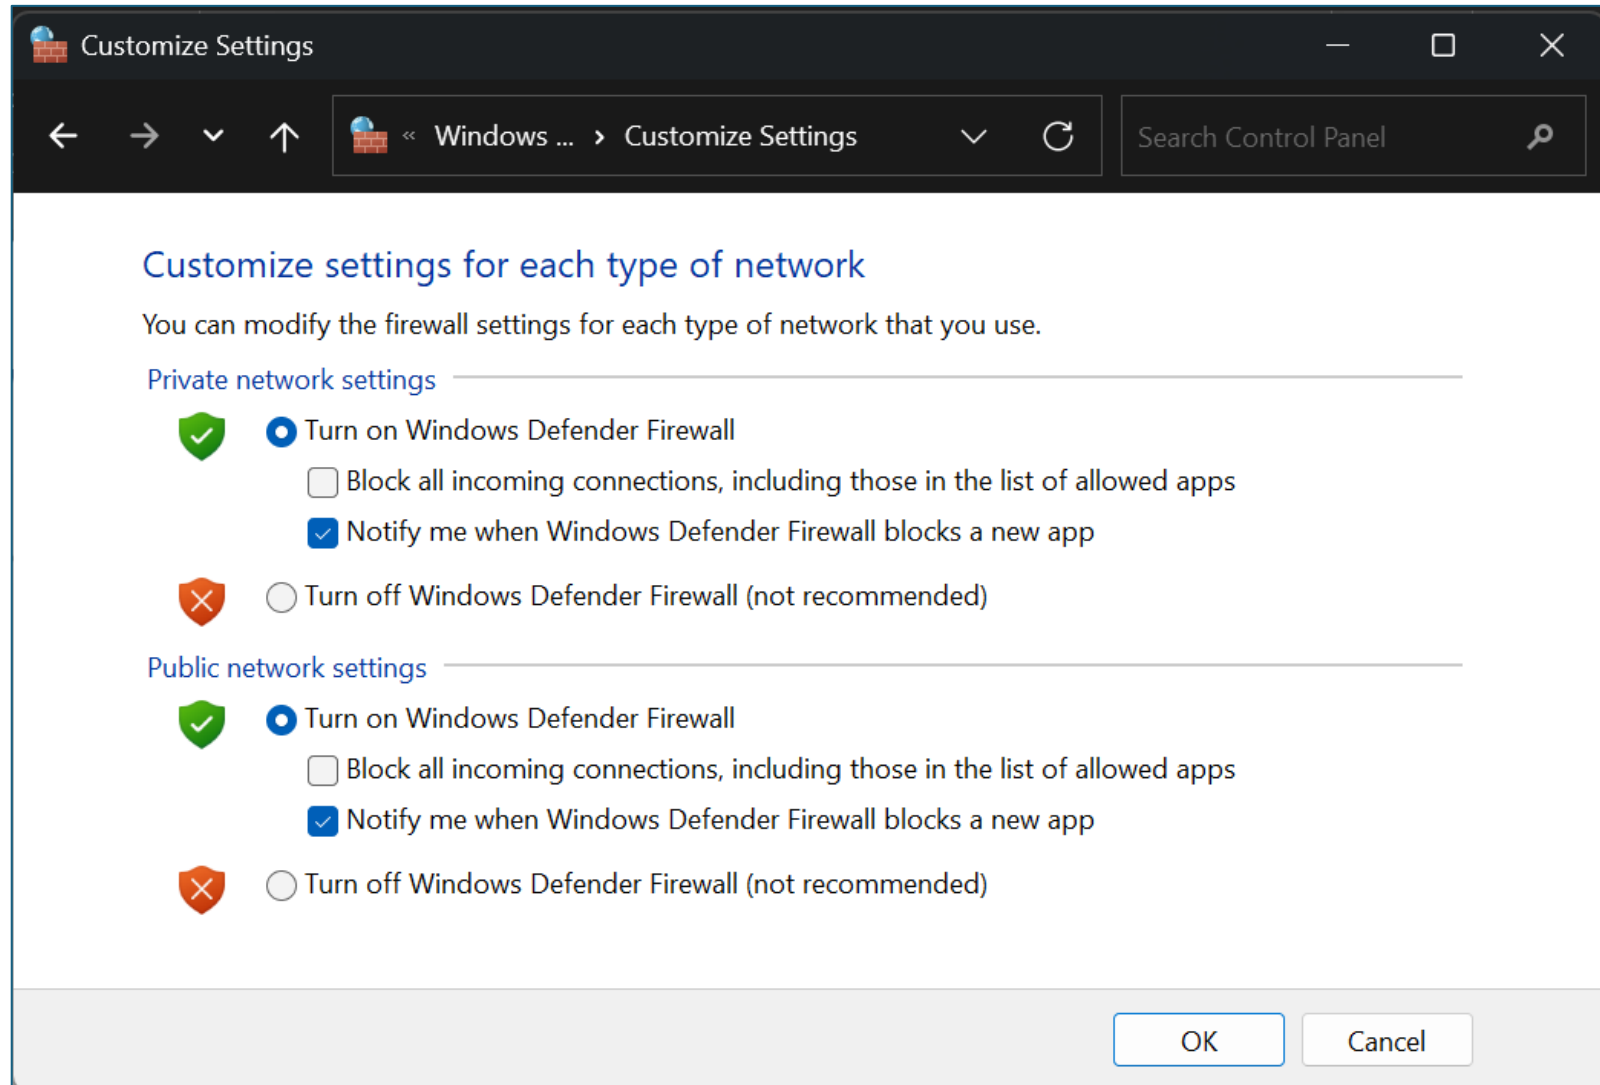 Customize Settings
« Windows ... > Customize Settings
Search Control Panel
Customize settings for each type of network
You can modify the firewall settings for each type of network that you use.
Private network settings
Turn on Windows Defender Firewall
Block all incoming connections, including those in the list of allowed apps
Notify me when Windows Defender Firewall blocks a new app
Turn off Windows Defender Firewall (not recommended)
Public network settings
Turn on Windows Defender Firewall
Block all incoming connections, including those in the list of allowed apps
Notify me when Windows Defender Firewall blocks a new app
Turn off Windows Defender Firewall (not recommended)
OK
Cancel